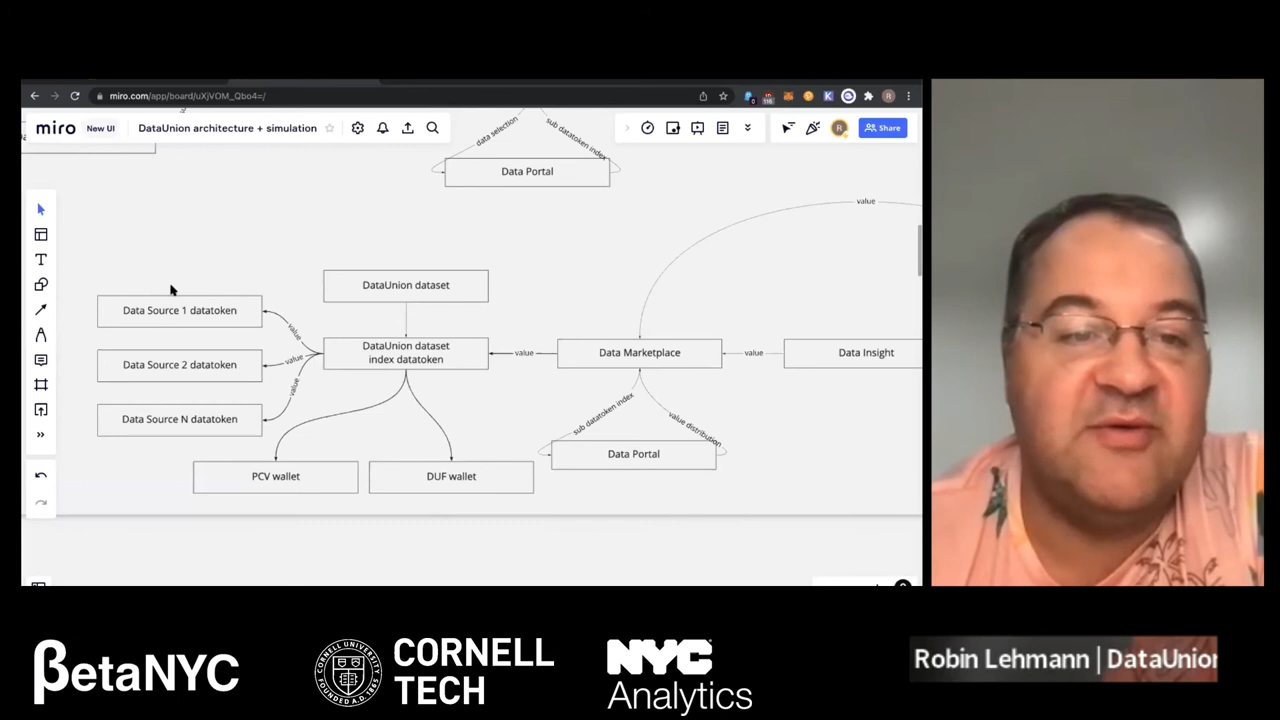 miro.com/app/board/uXjVOM_Qbo4=/
miro
New UI
DataUnion architecture + simulation
Share
data selection
sub datatoken index
Data Portal
value
DataUnion dataset
Data Source 1 datatoken
value
DataUnion dataset
index datatoken
value
Data Marketplace
value
Data Insight
Data Source 2 datatoken
value
value
Data Source N datatoken
sub datatoken index
value distribution
Data Portal
PCV wallet
DUF wallet
βetaNYC
CORNELL
TECH
NYC
Analytics
Robin Lehmann | DataUnion